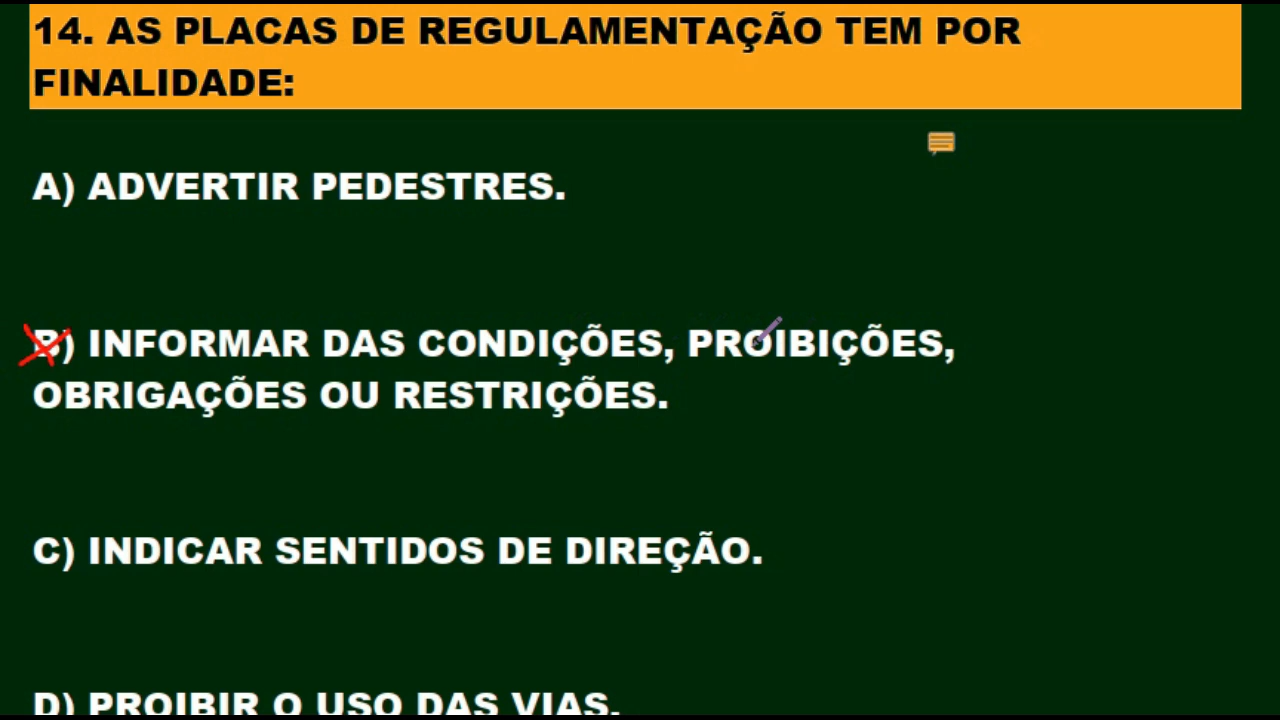 14. AS PLACAS DE REGULAMENTAÇÃO TEM POR
FINALIDADE:
A) ADVERTIR PEDESTRES.
B) INFORMAR DAS CONDIÇÕES, PROIBIÇÕES,
OBRIGAÇÕES OU RESTRIÇÕES.
C) INDICAR SENTIDOS DE DIREÇÃO.
D) PROIBIR O USO DAS VIAS.